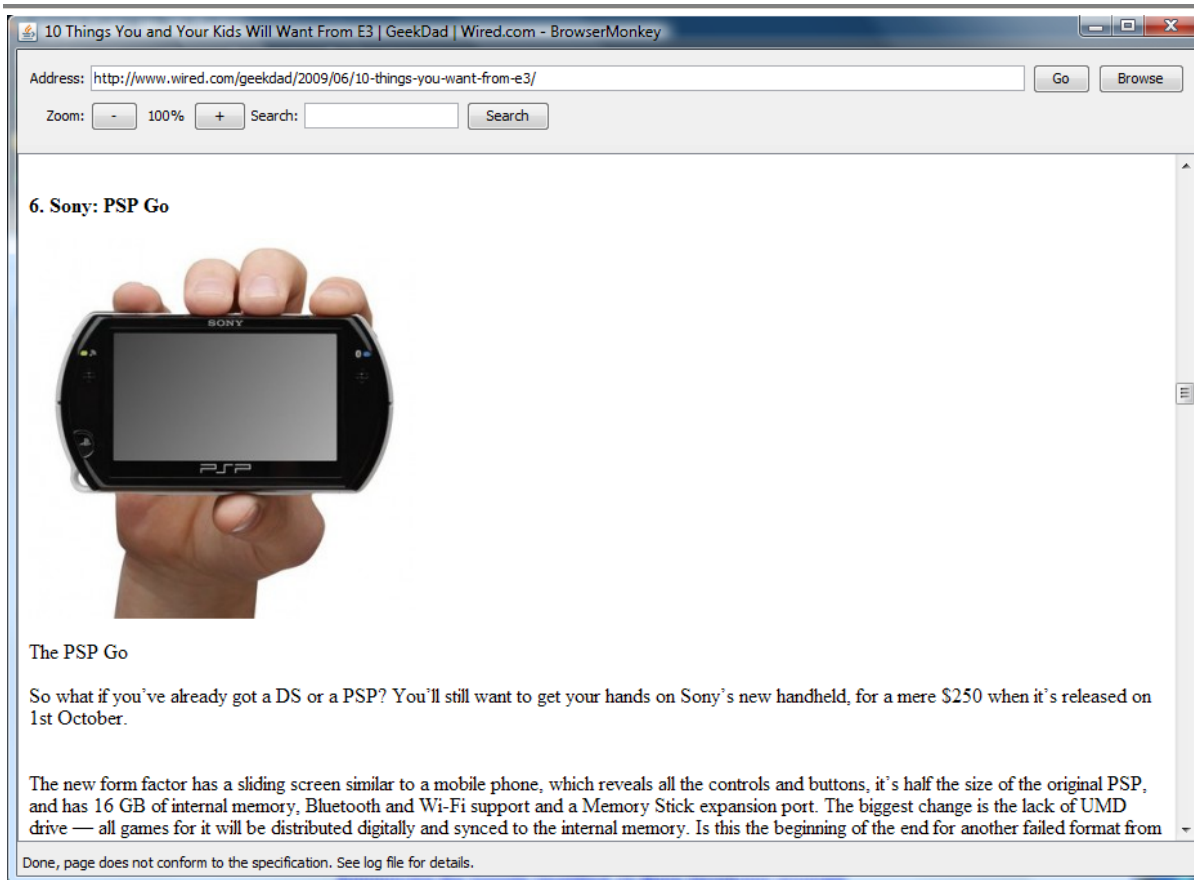 10 Things You and Your Kids Will Want From E3 | GeekDad | Wired.com - BrowserMonkey
Address: http://www.wired.com/geekdad/2009/06/10-things-you-want-from-e3/ Go Browse
Zoom: - 100% + Search: Search
6. Sony: PSP Go
SONY
PSP
The PSP Go
So what if you’ve already got a DS or a PSP? You’ll still want to get your hands on Sony’s new handheld, for a mere $250 when it’s released on
1st October.
The new form factor has a sliding screen similar to a mobile phone, which reveals all the controls and buttons, it’s half the size of the original PSP,
and has 16 GB of internal memory, Bluetooth and Wi-Fi support and a Memory Stick expansion port. The biggest change is the lack of UMD
drive — all games for it will be distributed digitally and synced to the internal memory. Is this the beginning of the end for another failed format from
Done, page does not conform to the specification. See log file for details.